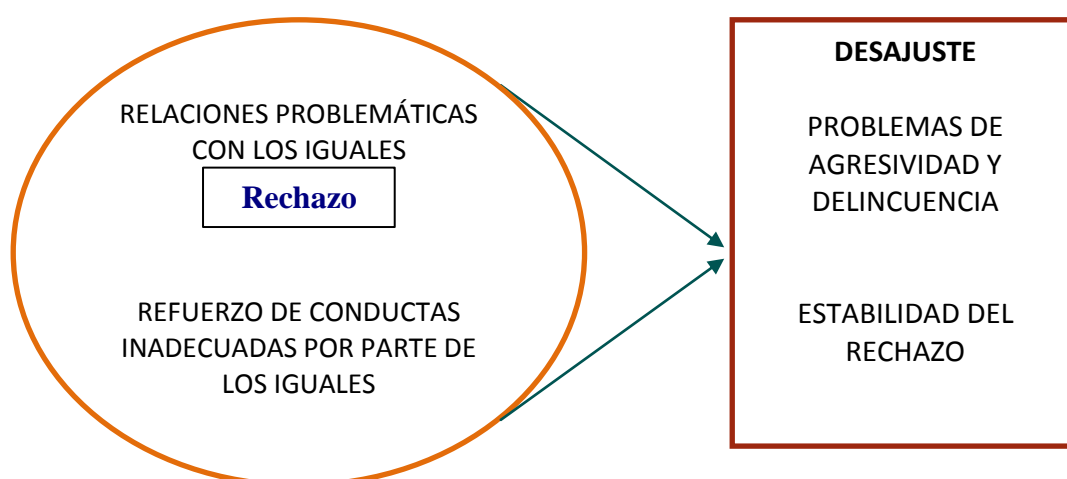 RELACIONES PROBLEMÁTICAS
CON LOS IGUALES
Rechazo
REFUERZO DE CONDUCTAS
INADECUADAS POR PARTE DE
LOS IGUALES
DESAJUSTE
PROBLEMAS DE
AGRESIVIDAD Y
DELINCUENCIA
ESTABILIDAD DEL
RECHAZO